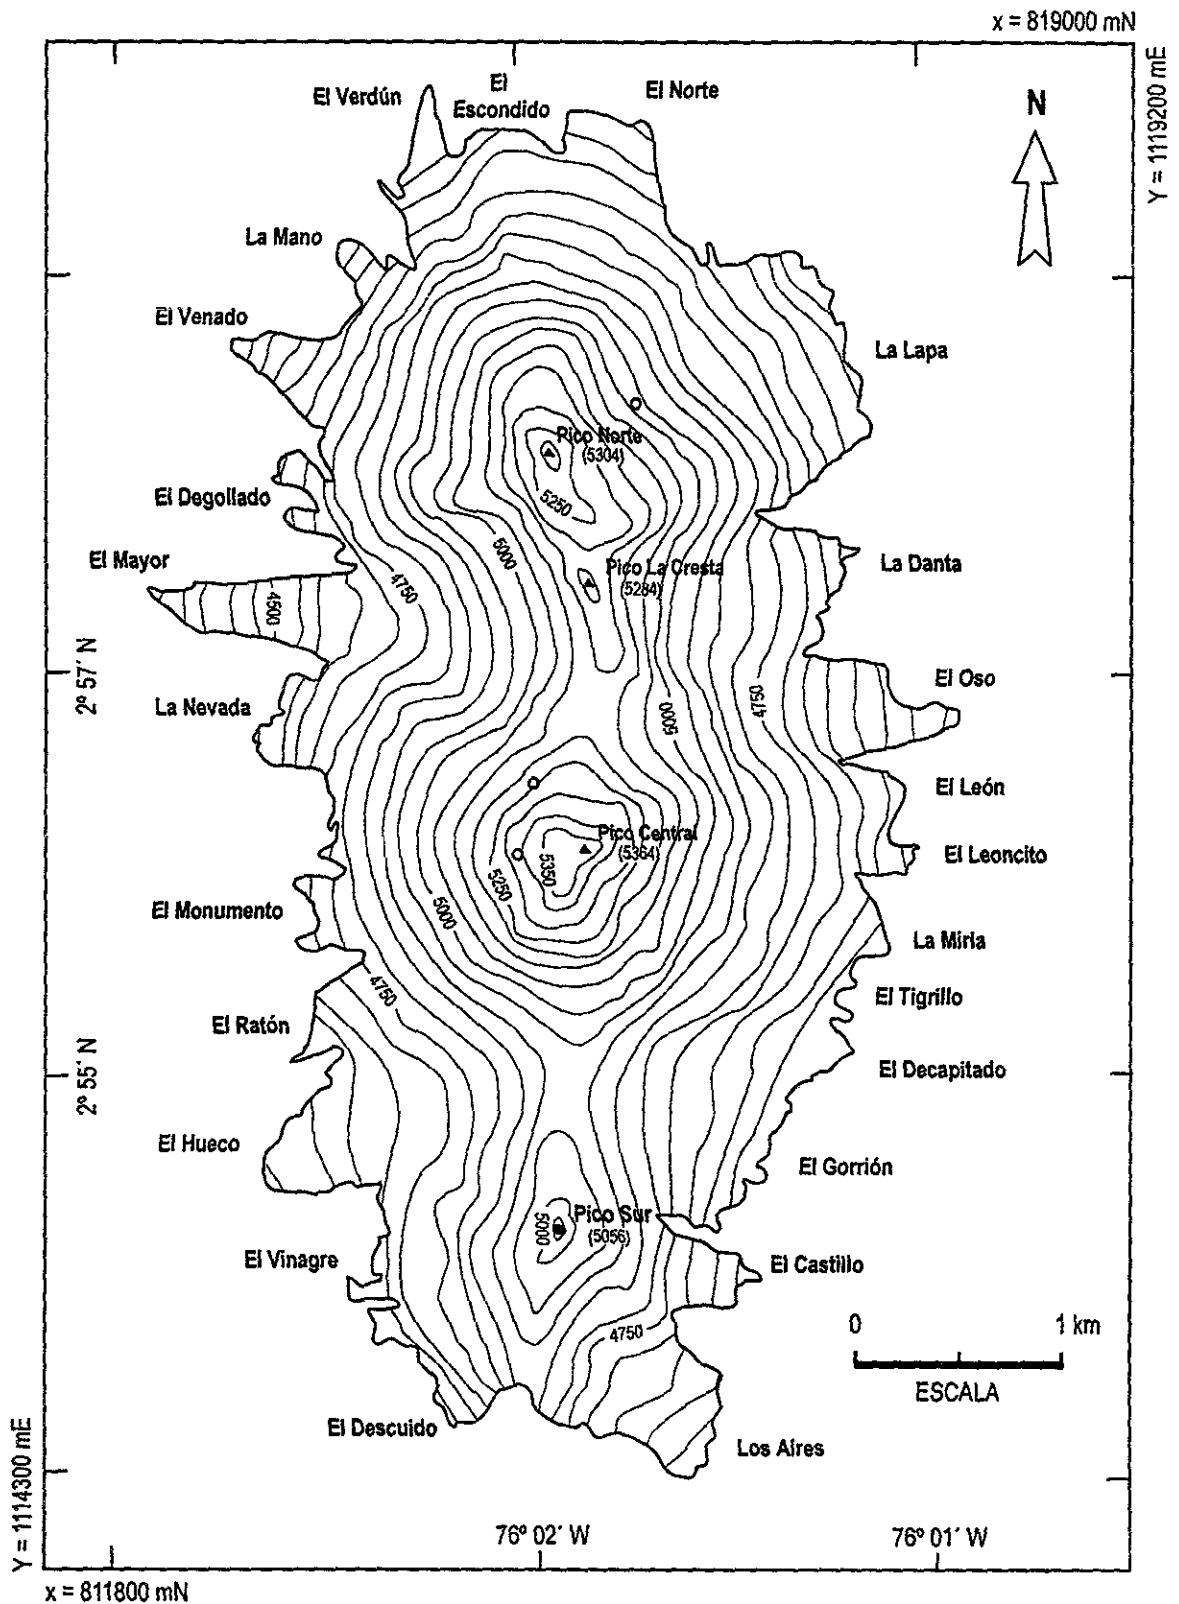 x = 819000 mN
Y = 1119200 mE
El Verdún
El
Escondido
El Norte
N
La Mano
El Venado
La Lapa
Pico Norte
(5304)
5250
El Degollado
5000
El Mayor
La Danta
Pico La Cresta
(5284)
4750
4500
2º 57' N
El Oso
La Nevada
4750
5000
El León
Pico Central
(5364)
El Leoncito
5350
5250
El Monumento
5000
La Mirla
4750
El Tigrillo
El Ratón
El Decapitado
2º 55' N
El Hueco
El Gorrión
Pico Sur
(5056)
5000
El Vinagre
El Castillo
4750
0 1 km
ESCALA
El Descuido
Los Aires
Y = 1114300 mE
76º 02' W
76º 01' W
x = 811800 mN